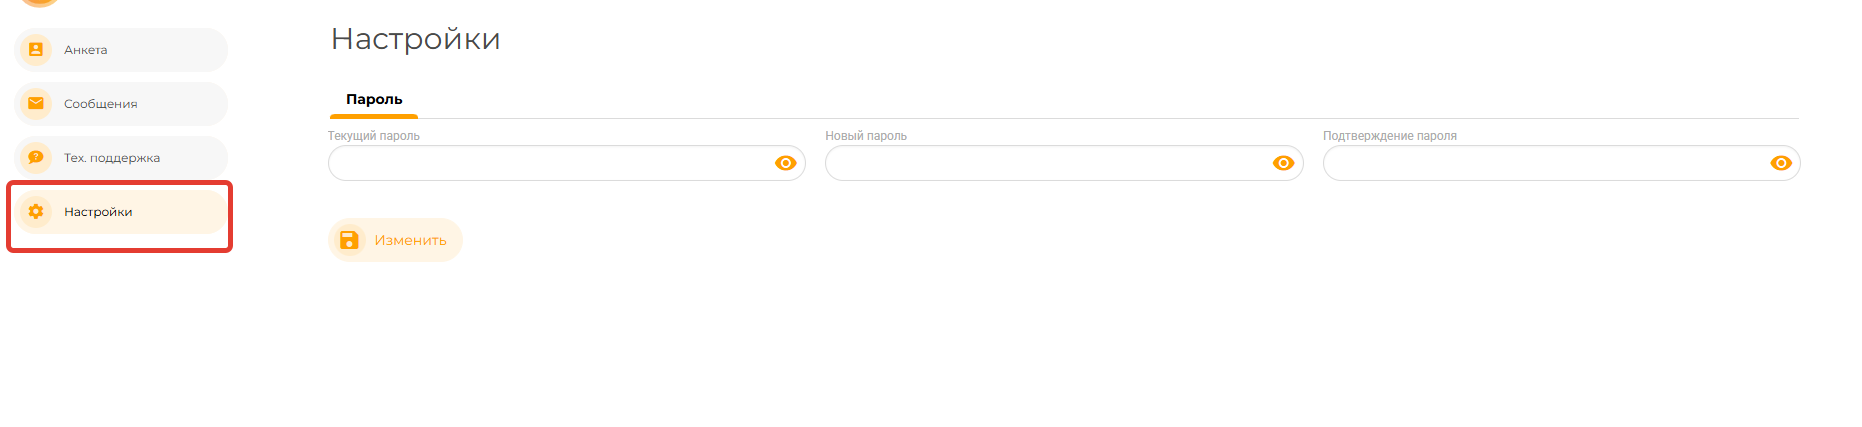 Анкета
Сообщения
Тех. поддержка
Настройки
Настройки
Пароль
Текущий пароль
Новый пароль
Подтверждение пароля
Изменить